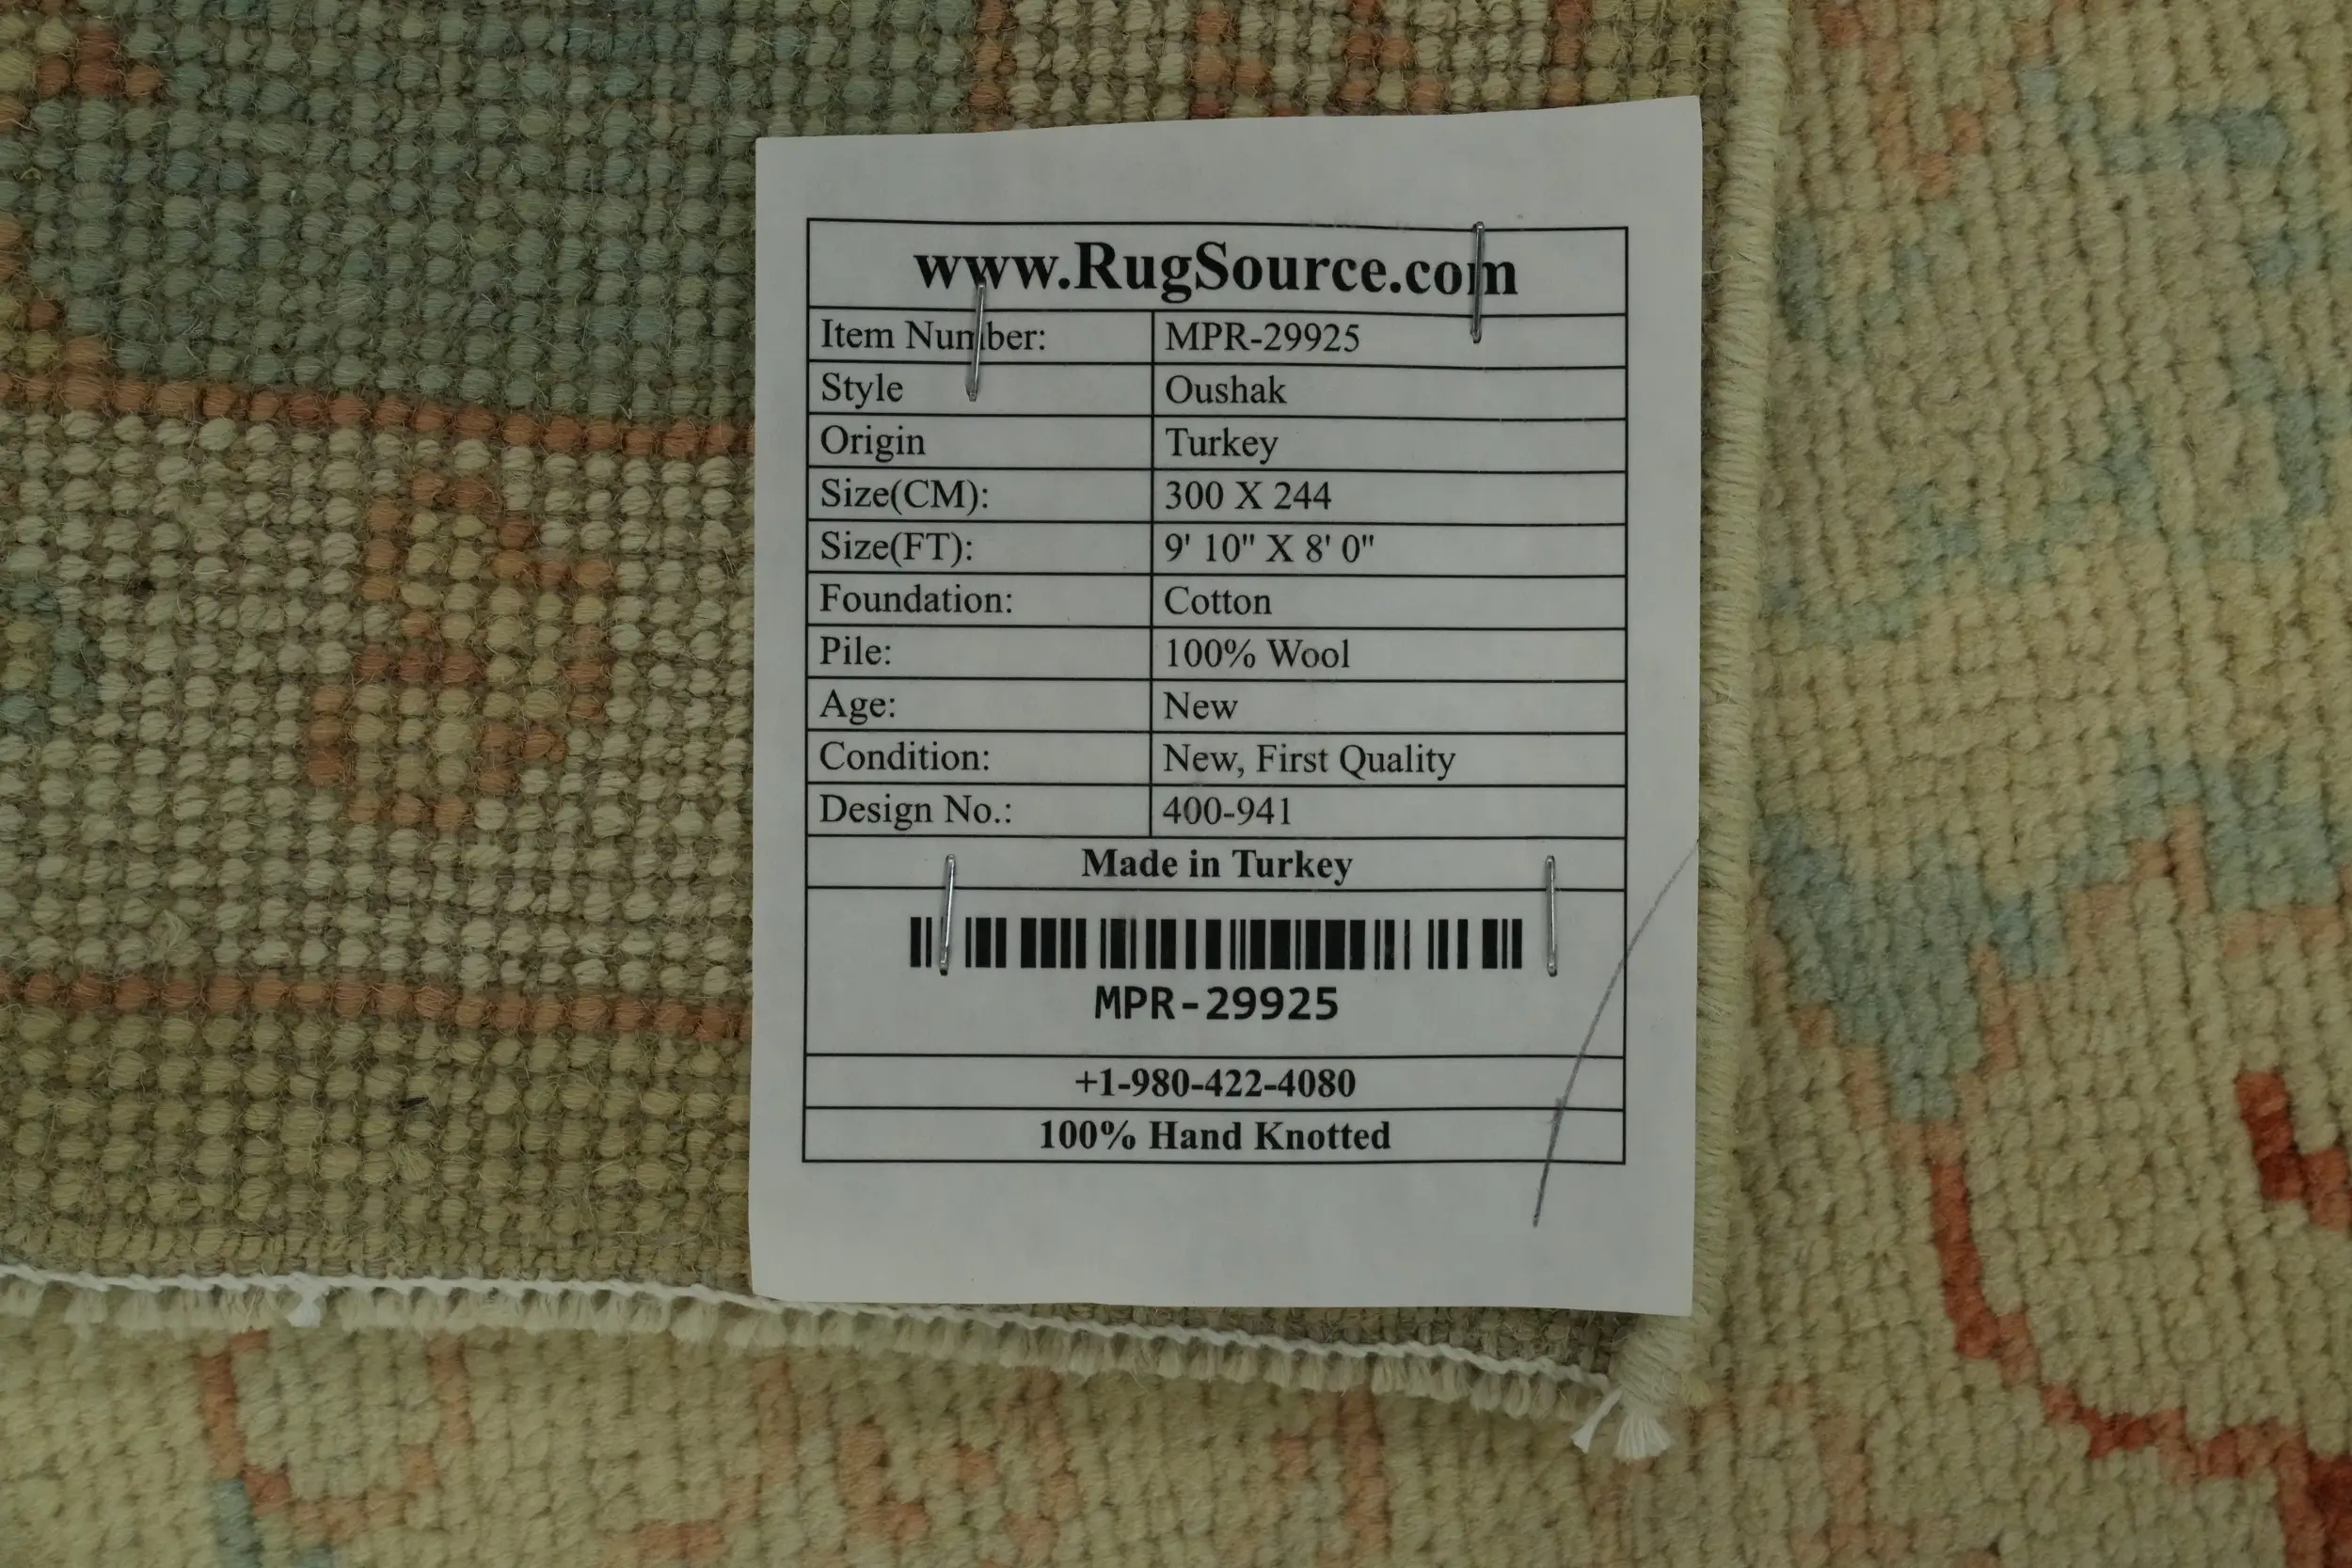 www.RugSource.com
Item Number: MPR-29925
Style Oushak
Origin Turkey
Size(CM): 300 X 244
Size(FT): 9' 10" X 8' 0"
Foundation: Cotton
Pile: 100% Wool
Age: New
Condition: New, First Quality
Design No.: 400-941
Made in Turkey
MPR-29925
+1-980-422-4080
100% Hand Knotted